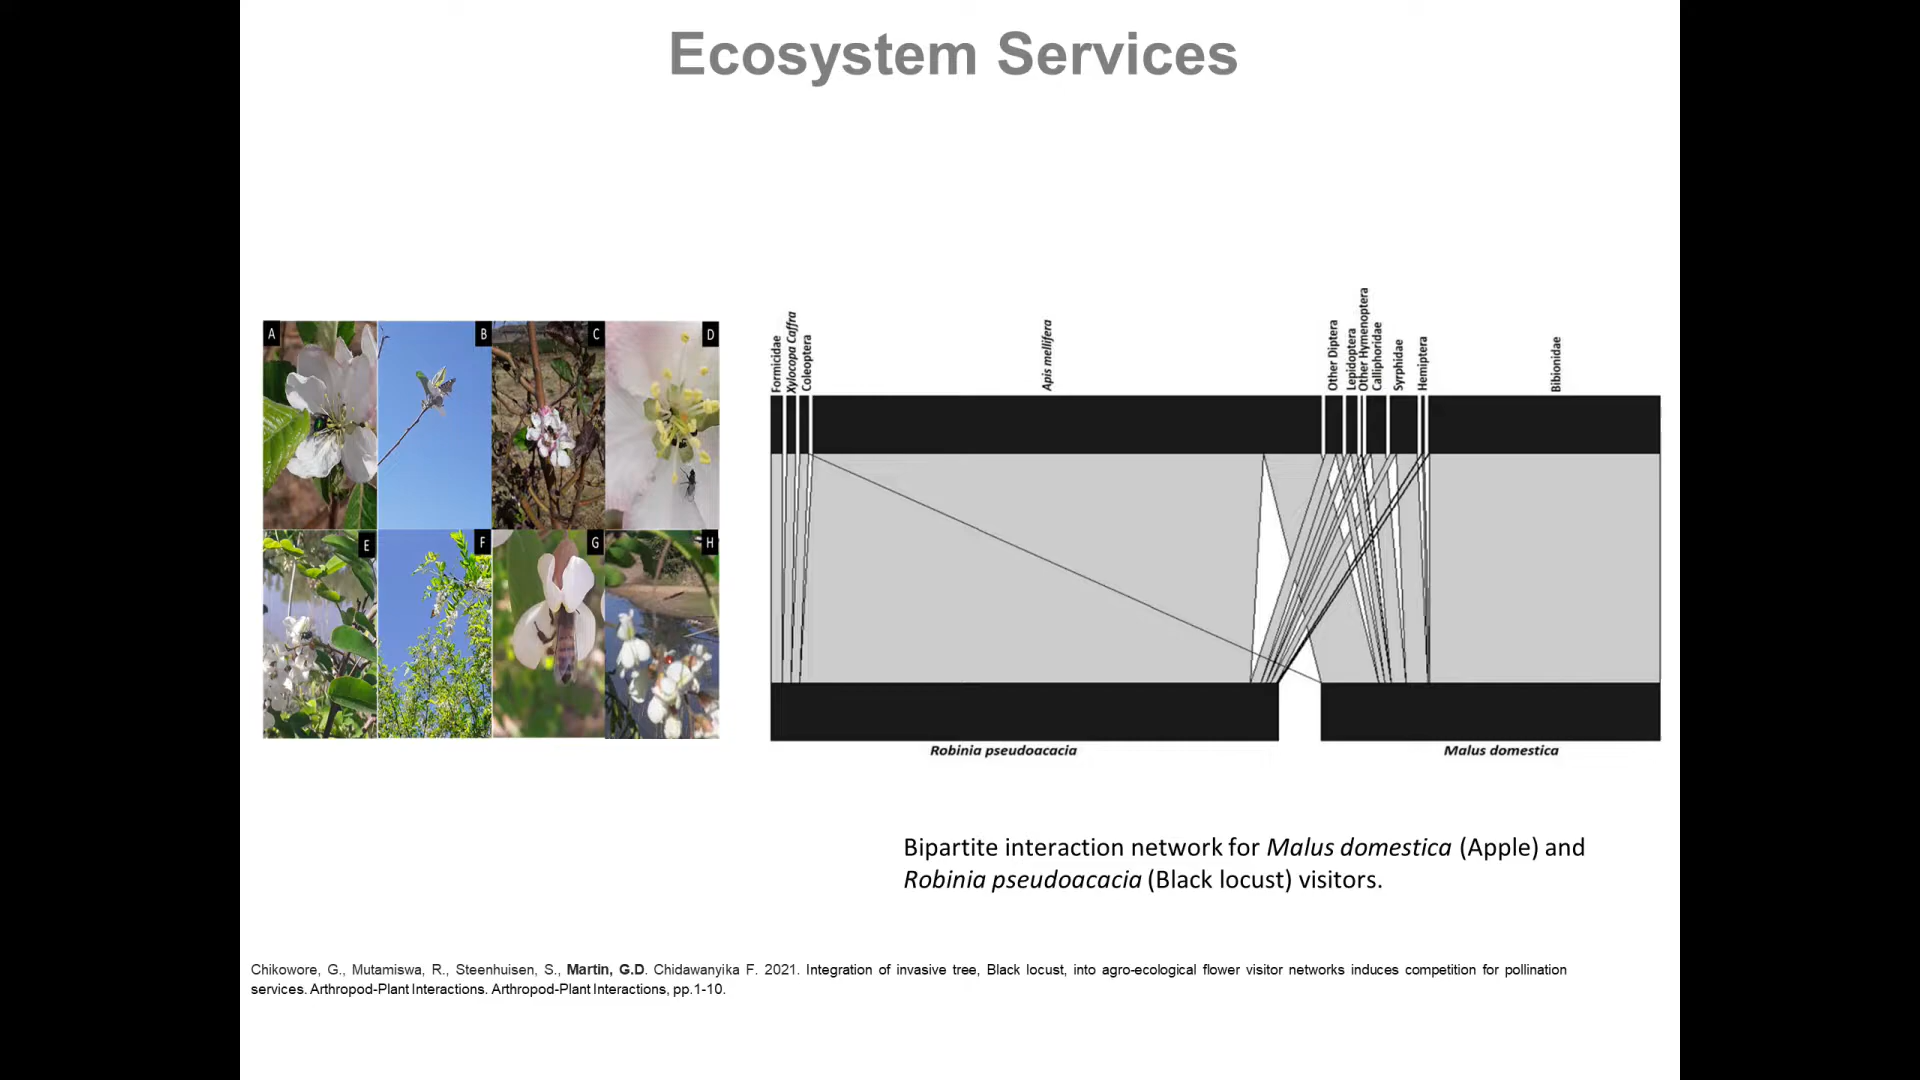 Ecosystem Services
A
B
C
D
E
F
G
H
Formicidae
Xylocopa Caffra
Coleoptera
Apis mellifera
Other Diptera
Lepidoptera
Other Hymenoptera
Calliphoridae
Syrphidae
Hemiptera
Bibionidae
Robinia pseudoacacia
Malus domestica
Bipartite interaction network for Malus domestica (Apple) and
Robinia pseudoacacia (Black locust) visitors.
Chikowore, G., Mutamiswa, R., Steenhuisen, S., Martin, G.D. Chidawanyika F. 2021. Integration of invasive tree, Black locust, into agro-ecological flower visitor networks induces competition for pollination
services. Arthropod-Plant Interactions. Arthropod-Plant Interactions, pp.1-10.